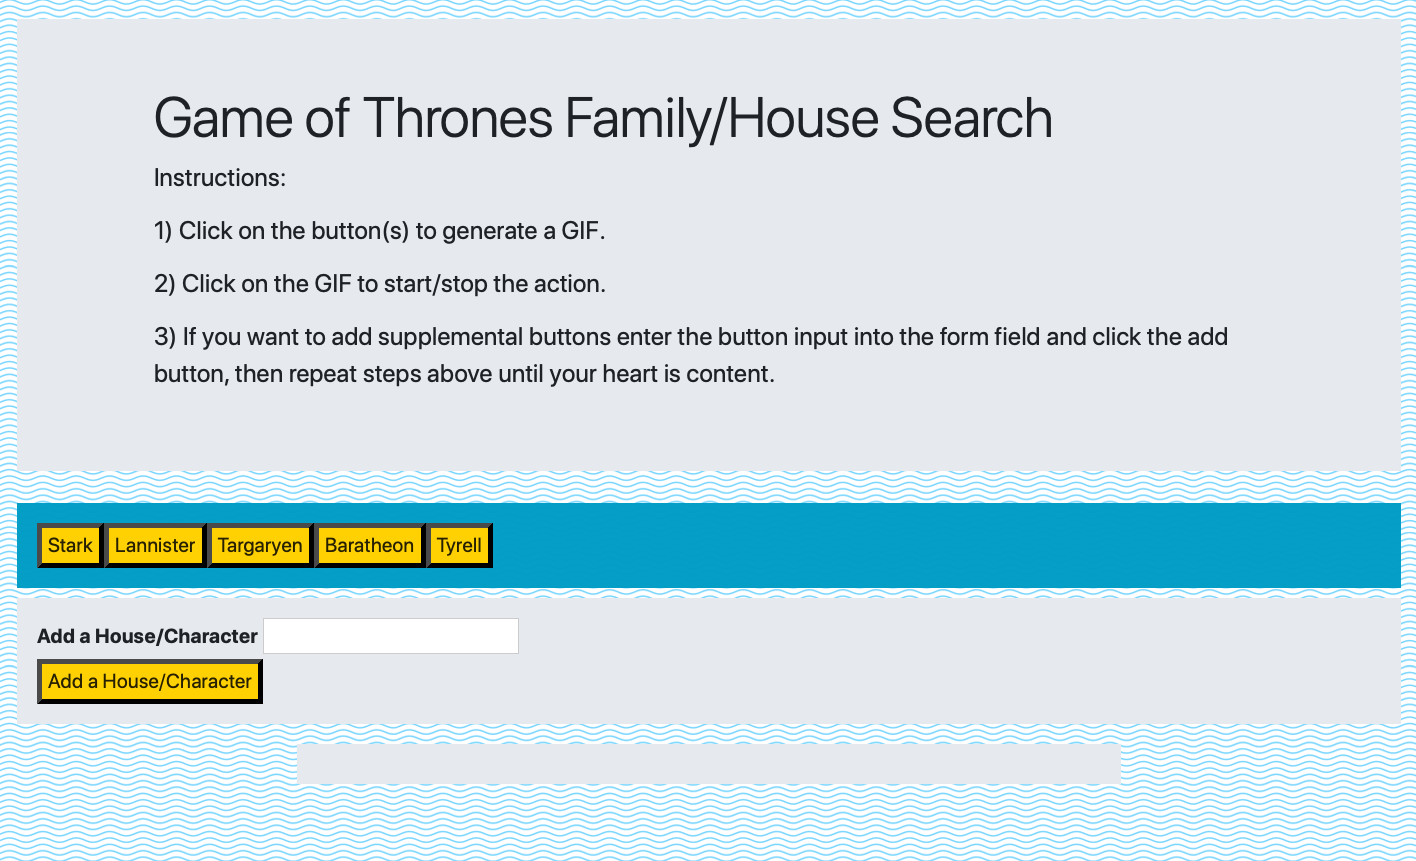 Game of Thrones Family/House Search
Instructions:
1) Click on the button(s) to generate a GIF.
2) Click on the GIF to start/stop the action.
3) If you want to add supplemental buttons enter the button input into the form field and click the add
button, then repeat steps above until your heart is content.
Stark Lannister Targaryen Baratheon Tyrell
Add a House/Character
Add a House/Character